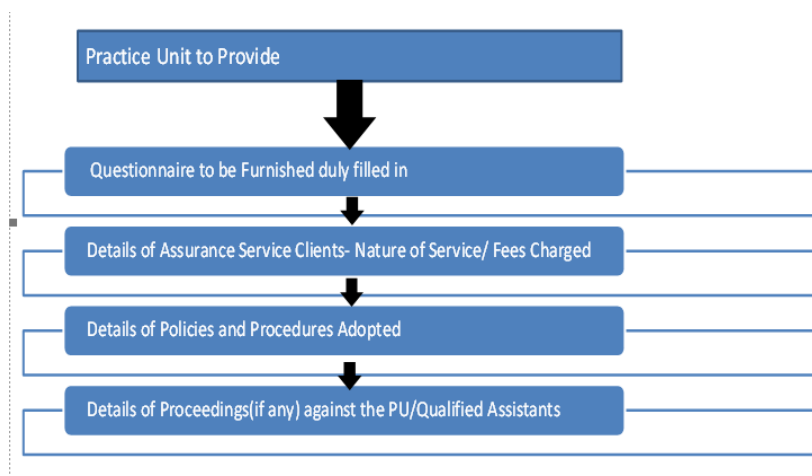 Practice Unit to Provide
Questionnaire to be Furnished duly filled in
Details of Assurance Service Clients- Nature of Service/ Fees Charged
Details of Policies and Procedures Adopted
Details of Proceedings(if any) against the PU/Qualified Assistants